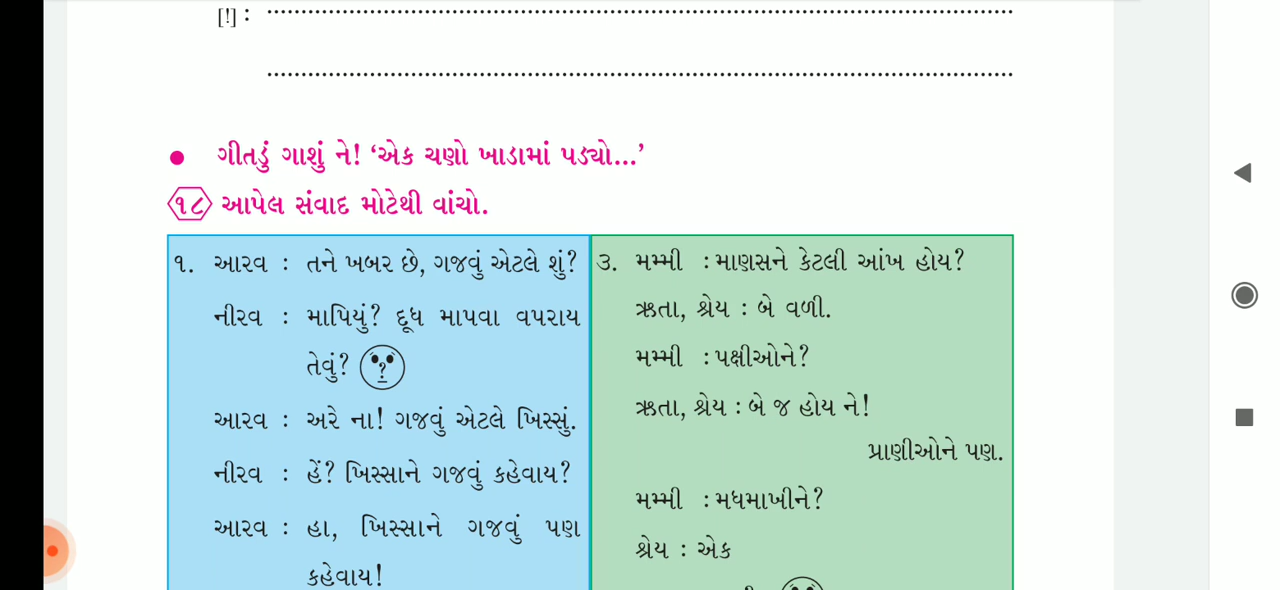 [!] :
• ગીતડું ગાશું ને! ‘એક ચણો ખાડામાં પડ્યો...’
૧૮ આપેલ સંવાદ મોટેથી વાંચો.
૧. આરવ : તને ખબર છે, ગજવું એટલે શું?
નીરવ : માપિયું? દૂધ માપવા વપરાય
તેવું?
આરવ : અરે ના! ગજવું એટલે ખિસ્સું.
નીરવ : હેં? ખિસ્સાને ગજવું કહેવાય?
આરવ : હા, ખિસ્સાને ગજવું પણ
કહેવાય!
૩. મમ્મી : માણસને કેટલી આંખ હોય?
ઋતા, શ્રેય : બે વળી.
મમ્મી : પક્ષીઓને?
ઋતા, શ્રેય : બે જ હોય ને!
પ્રાણીઓને પણ.
મમ્મી : મધમાખીને?
શ્રેય : એક